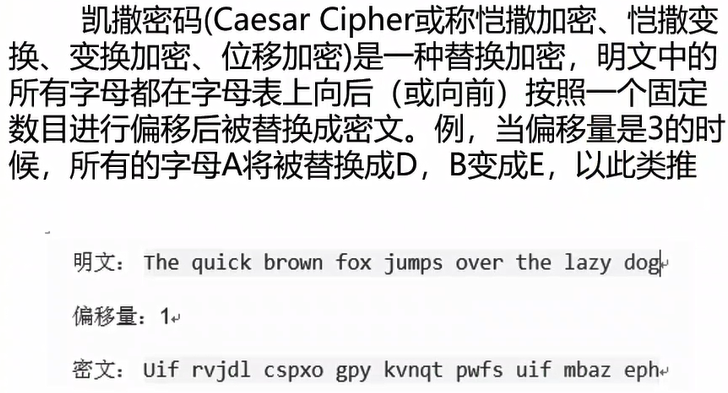 凯撒密码(Caesar Cipher或称恺撒加密、恺撒变
换、变换加密、位移加密)是一种替换加密，明文中的
所有字母都在字母表上向后（或向前）按照一个固定
数目进行偏移后被替换成密文。例，当偏移量是3的时
候，所有的字母A将被替换成D，B变成E，以此类推
明文： The quick brown fox jumps over the lazy dog
偏移量：1
密文： Uif rvjdl cspxo gpy kvnqt pwfs uif mbaz eph